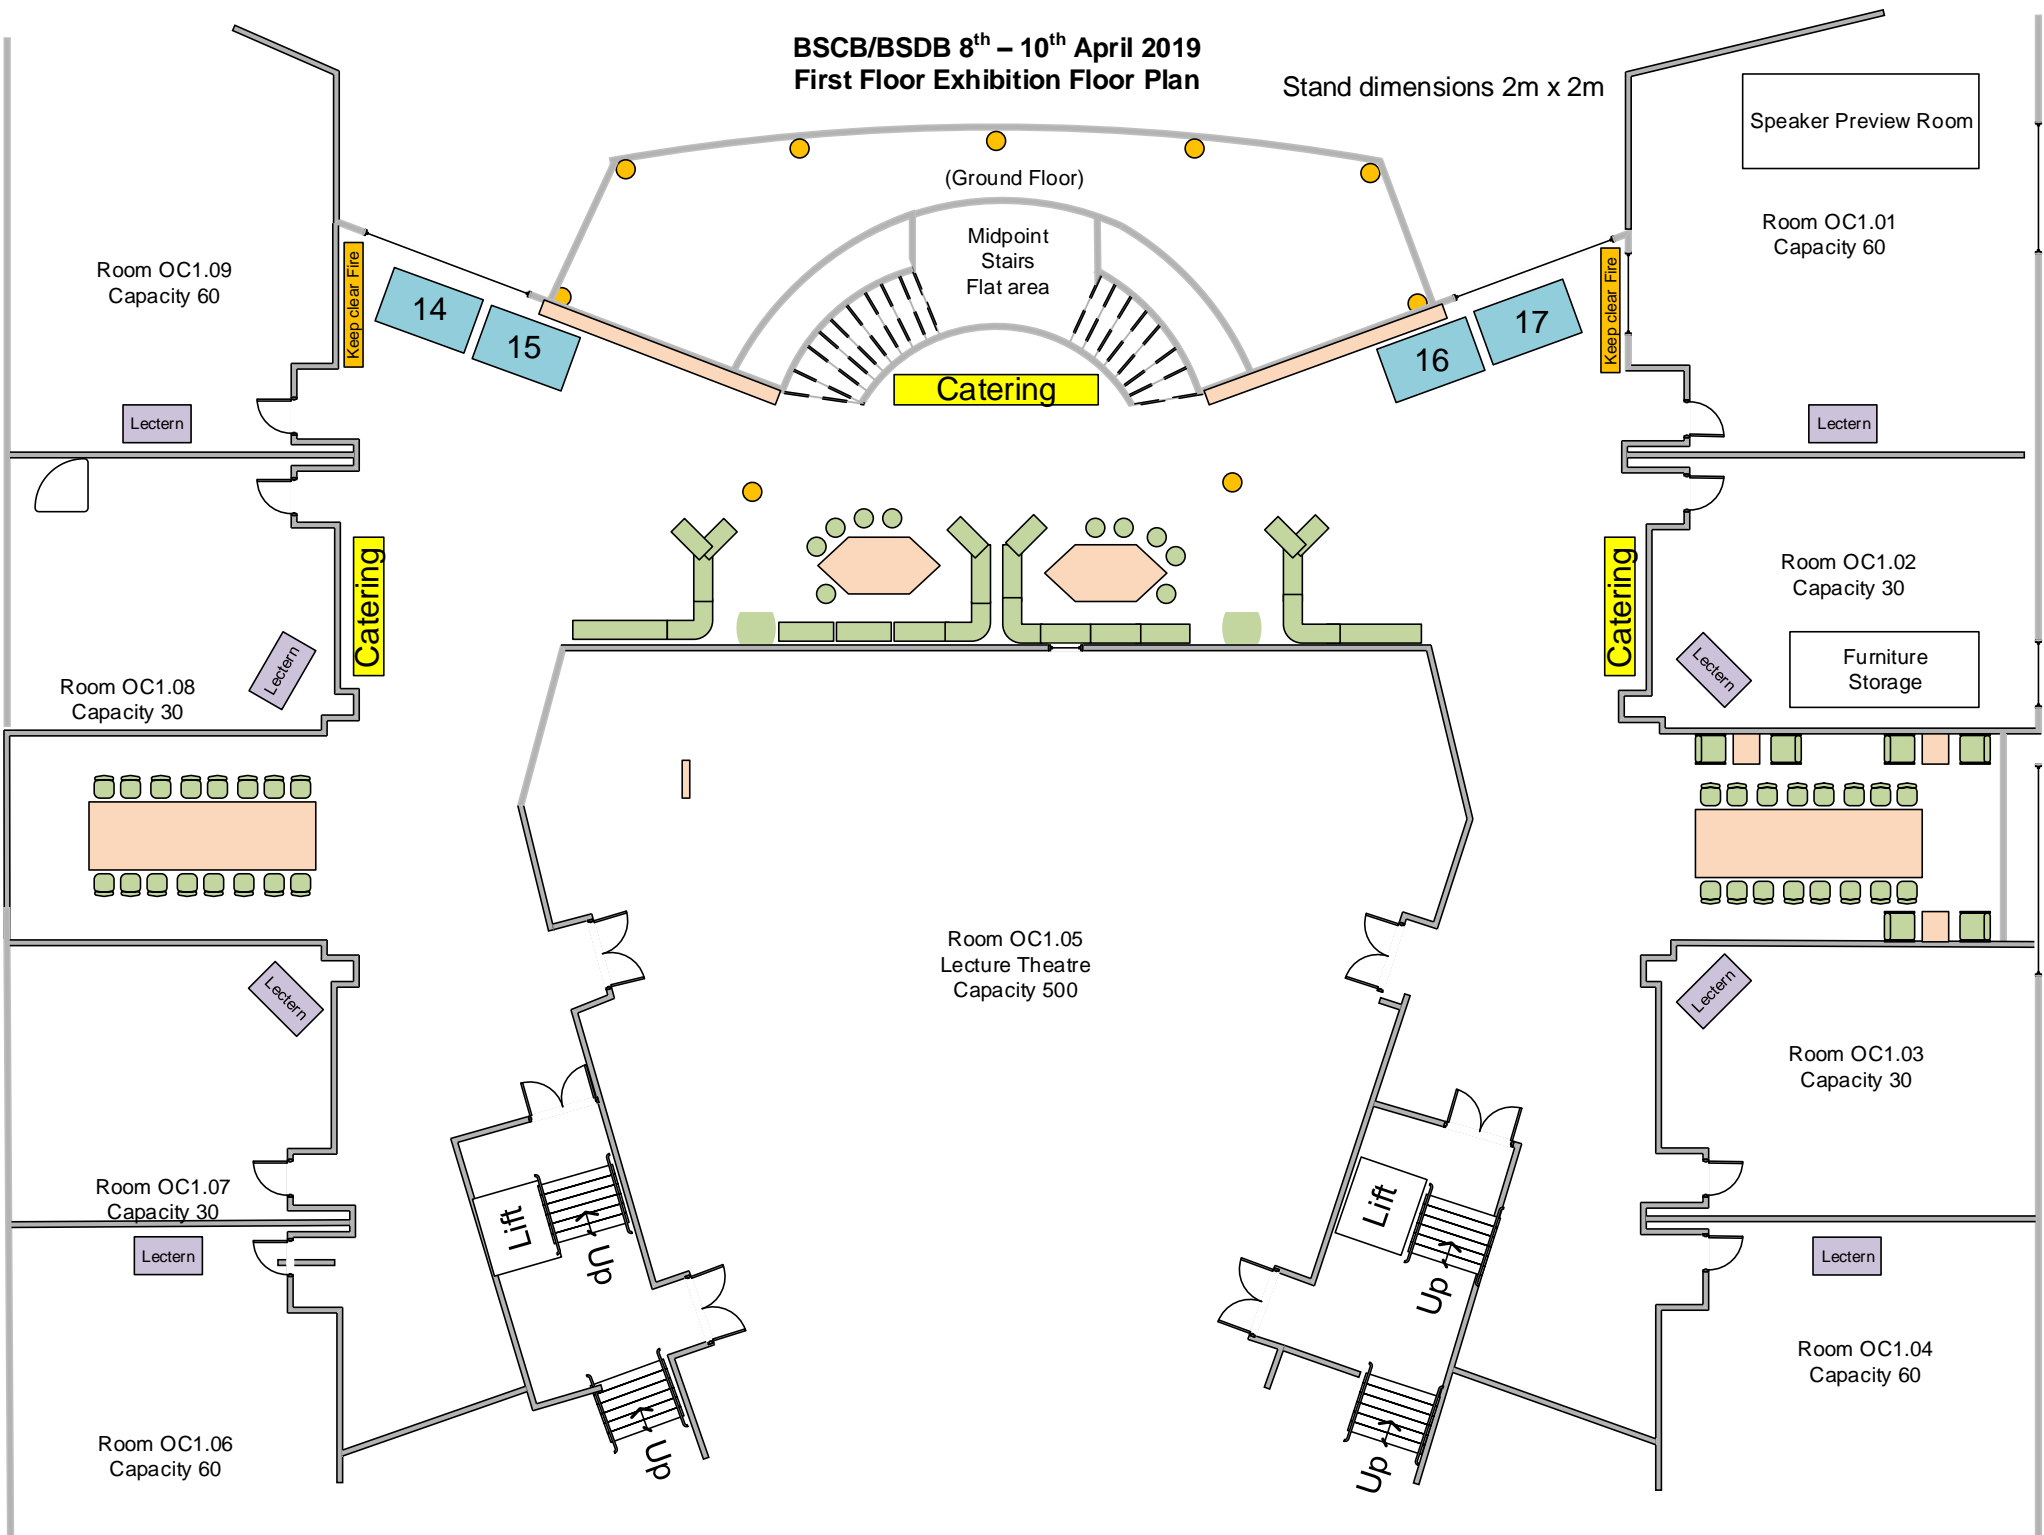 BSCB/BSDB 8th – 10th April 2019
First Floor Exhibition Floor Plan
Stand dimensions 2m x 2m
Speaker Preview Room
(Ground Floor)
Midpoint
Stairs
Flat area
Room OC1.01
Capacity 60
Room OC1.09
Capacity 60
Keep clear Fire
14
15
16
17
Keep clear Fire
Catering
Lectern
Lectern
Catering
Catering
Room OC1.02
Capacity 30
Furniture
Storage
Lectern
Lectern
Room OC1.08
Capacity 30
Room OC1.05
Lecture Theatre
Capacity 500
Lectern
Lectern
Room OC1.03
Capacity 30
Room OC1.07
Capacity 30
Lift
Up
Lift
Up
Lectern
Lectern
Room OC1.04
Capacity 60
Room OC1.06
Capacity 60
Up
Up